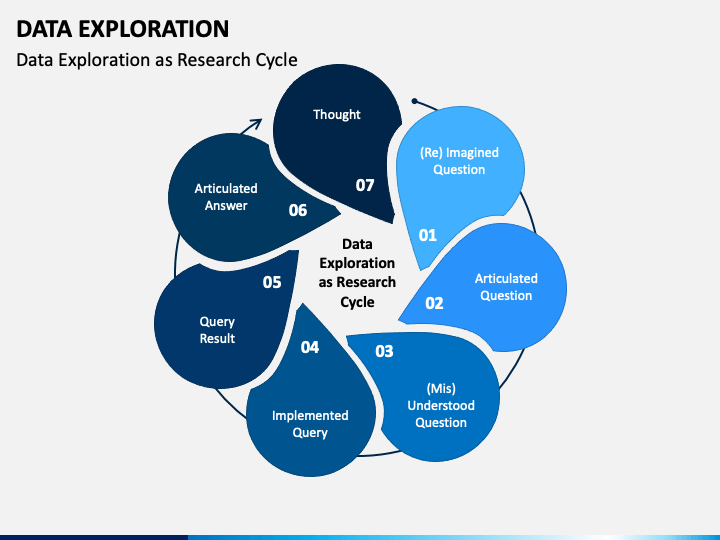 DATA EXPLORATION
Data Exploration as Research Cycle
Thought
07
(Re) Imagined
Question
01
Articulated
Question
02
03
(Mis)
Understood
Question
04
Implemented
Query
05
Query
Result
Articulated
Answer
06
Data
Exploration
as Research
Cycle